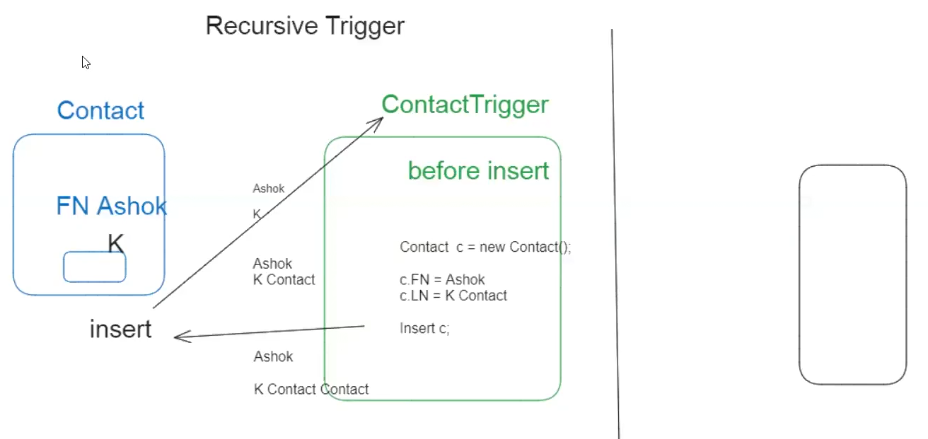 Recursive Trigger
Contact
FN Ashok
K
insert
Ashok
K
Ashok
K Contact
Ashok
K Contact Contact
ContactTrigger
before insert
Contact c = new Contact();
c.FN = Ashok
c.LN = K Contact
Insert c;